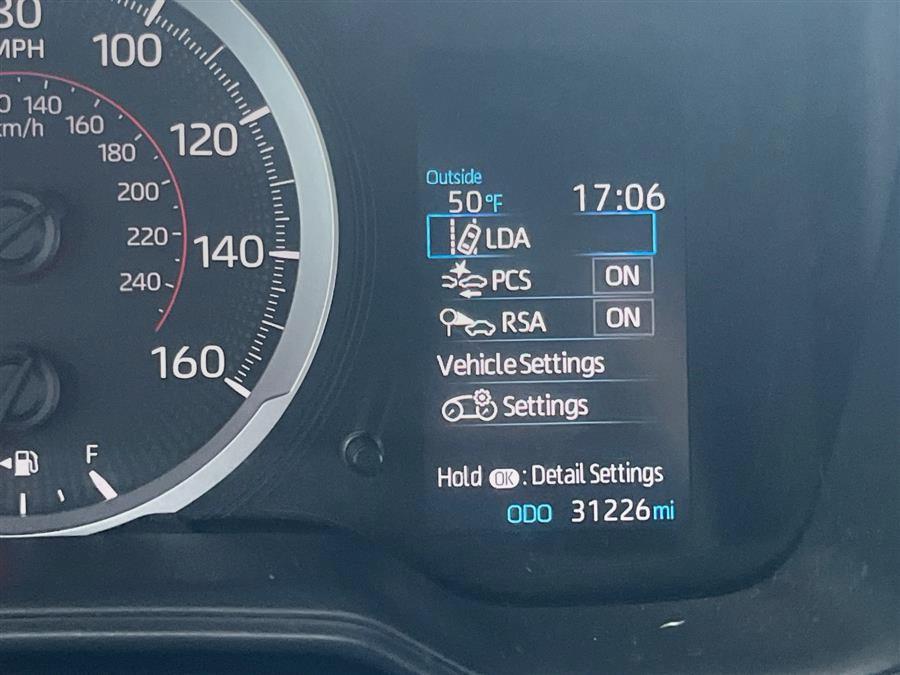 80
MPH
100
120
140
160
140
km/h
160
180
200
220
240
F
Outside
50°F 17:06
LDA
PCS ON
RSA ON
Vehicle Settings
Settings
Hold OK : Detail Settings
ODO 31226 mi